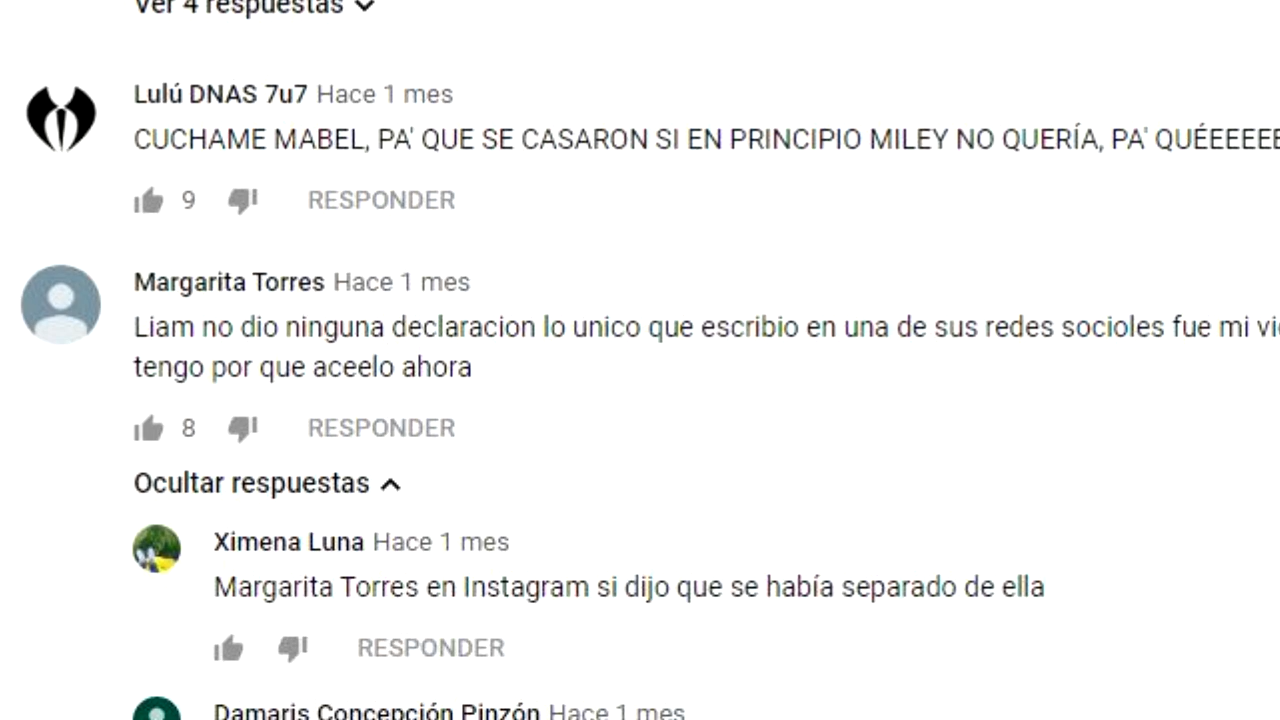 Ver 4 respuestas
Lulú DNAS 7u7 Hace 1 mes
CUCHAME MABEL, PA' QUE SE CASARON SI EN PRINCIPIO MILEY NO QUERÍA, PA' QUÉEEEEE
9 RESPONDER
Margarita Torres Hace 1 mes
Liam no dio ninguna declaracion lo unico que escribio en una de sus redes socioles fue mi
tengo por que aceelo ahora
8 RESPONDER
Ocultar respuestas
Ximena Luna Hace 1 mes
Margarita Torres en Instagram si dijo que se había separado de ella
RESPONDER
Damaris Concepción Pinzón Hace 1 mes